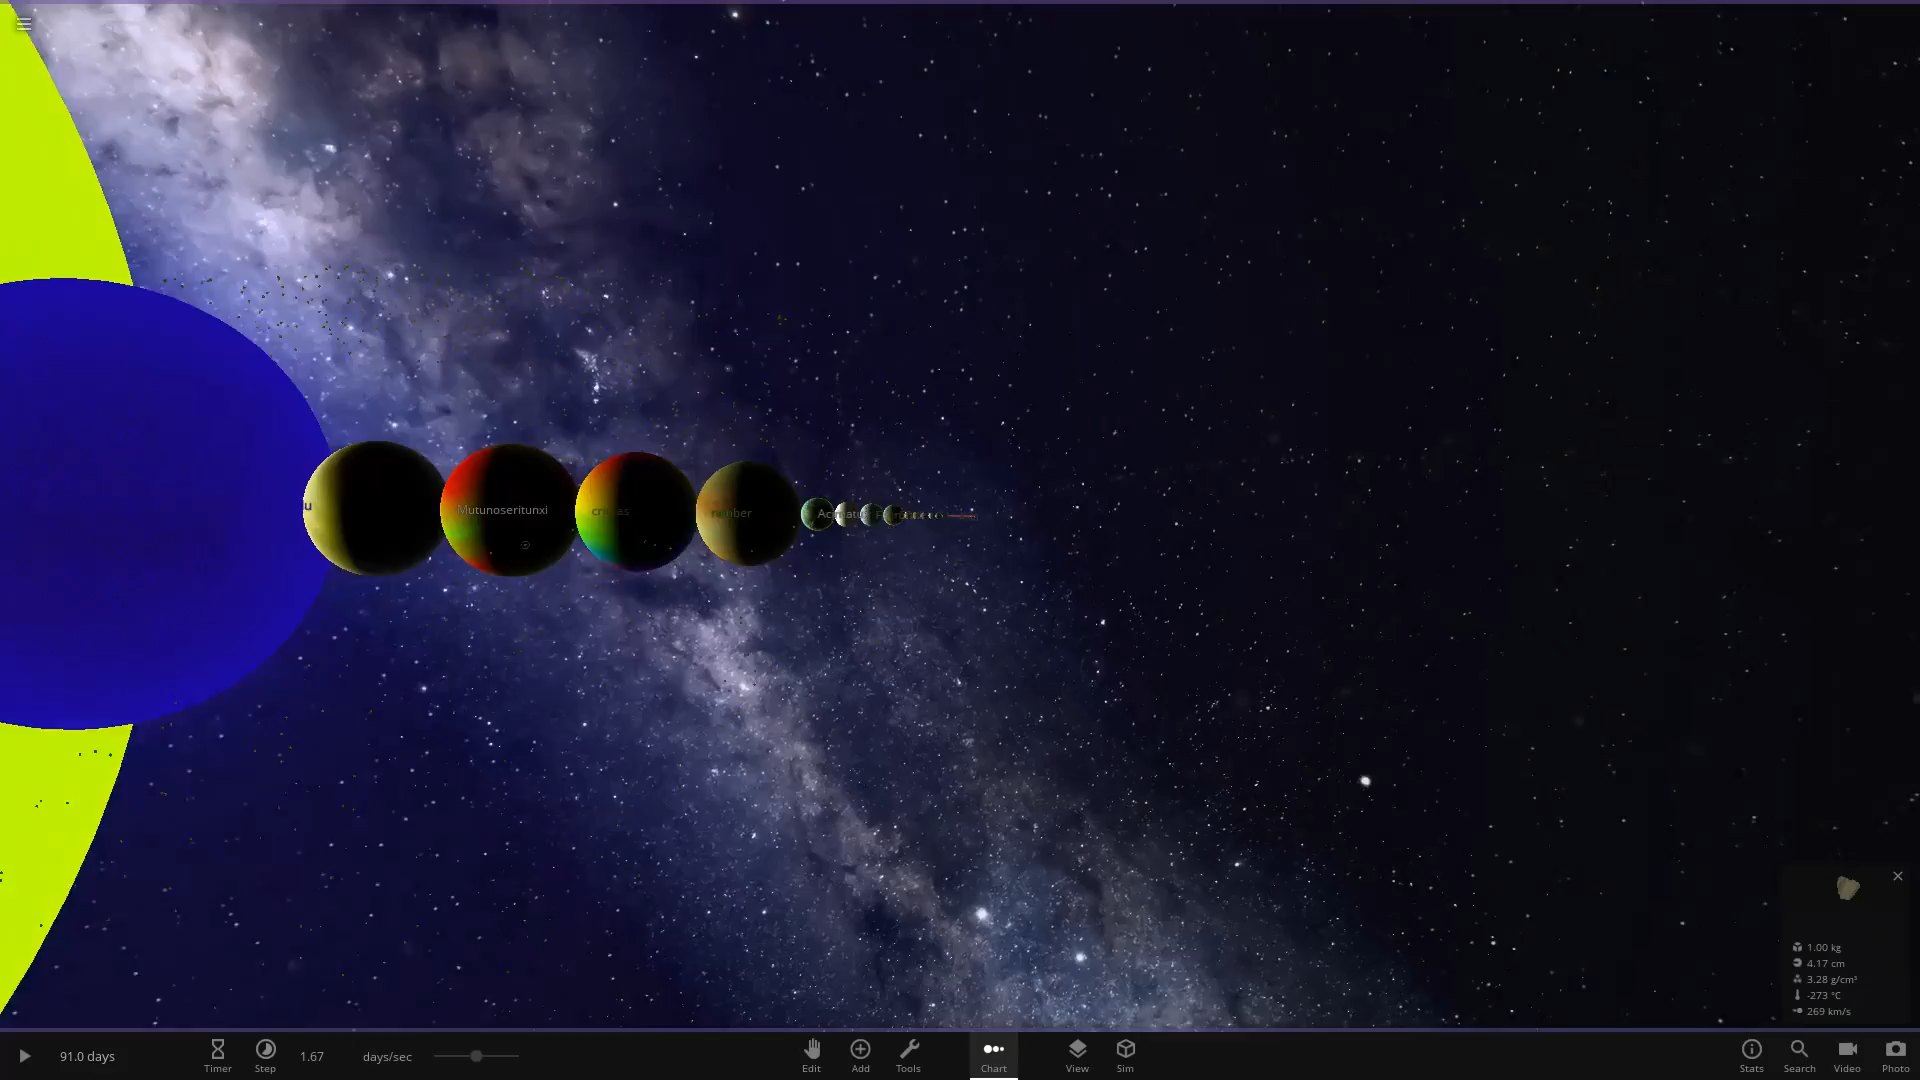 u
Mutunoseritunxi
1.00 kg
4.17 cm
3.28 g/cm³
-273 °C
269 km/s
91.0 days
Timer
Step
1.67
days/sec
Edit
Add
Tools
Chart
View
Sim
Stats
Search
Video
Photo